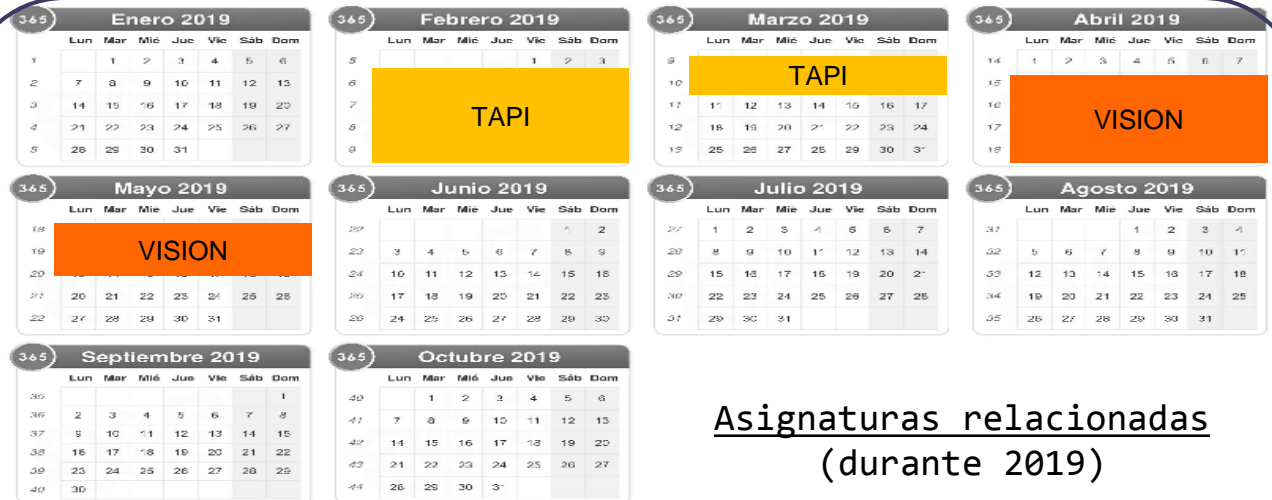 365 Enero 2019
Lun Mar Mié Jue Vie Sáb Dom
1 1 2 3 4 5 6
2 7 8 9 10 11 12 13
3 14 15 16 17 18 19 20
4 21 22 23 24 25 26 27
5 28 29 30 31
365 Febrero 2019
Lun Mar Mié Jue Vie Sáb Dom
5 1 2 3
6
7
TAPI
8
9
365 Marzo 2019
Lun Mar Mié Jue Vie Sáb Dom
9
TAPI
10
11 11 12 13 14 15 16 17
12 18 19 20 21 22 23 24
13 25 26 27 28 29 30 31
365 Abril 2019
Lun Mar Mié Jue Vie Sáb Dom
14 1 2 3 4 5 6 7
15
16
VISION
17
18
365 Mayo 2019
Lun Mar Mié Jue Vie Sáb Dom
18
VISION
19
20
21 20 21 22 23 24 25 26
22 27 28 29 30 31
365 Junio 2019
Lun Mar Mié Jue Vie Sáb Dom
22 1 2
23 3 4 5 6 7 8 9
24 10 11 12 13 14 15 16
25 17 18 19 20 21 22 23
26 24 25 26 27 28 29 30
365 Julio 2019
Lun Mar Mié Jue Vie Sáb Dom
27 1 2 3 4 5 6 7
28 8 9 10 11 12 13 14
29 15 16 17 18 19 20 21
30 22 23 24 25 26 27 28
31 29 30 31
365 Agosto 2019
Lun Mar Mié Jue Vie Sáb Dom
31 1 2 3 4
32 5 6 7 8 9 10 11
33 12 13 14 15 16 17 18
34 19 20 21 22 23 24 25
35 26 27 28 29 30 31
365 Septiembre 2019
Lun Mar Mié Jue Vie Sáb Dom
35 1
36 2 3 4 5 6 7 8
37 9 10 11 12 13 14 15
38 16 17 18 19 20 21 22
39 23 24 25 26 27 28 29
40 30
365 Octubre 2019
Lun Mar Mié Jue Vie Sáb Dom
40 1 2 3 4 5 6
41 7 8 9 10 11 12 13
42 14 15 16 17 18 19 20
43 21 22 23 24 25 26 27
44 28 29 30 31
Asignaturas relacionadas
(durante 2019)